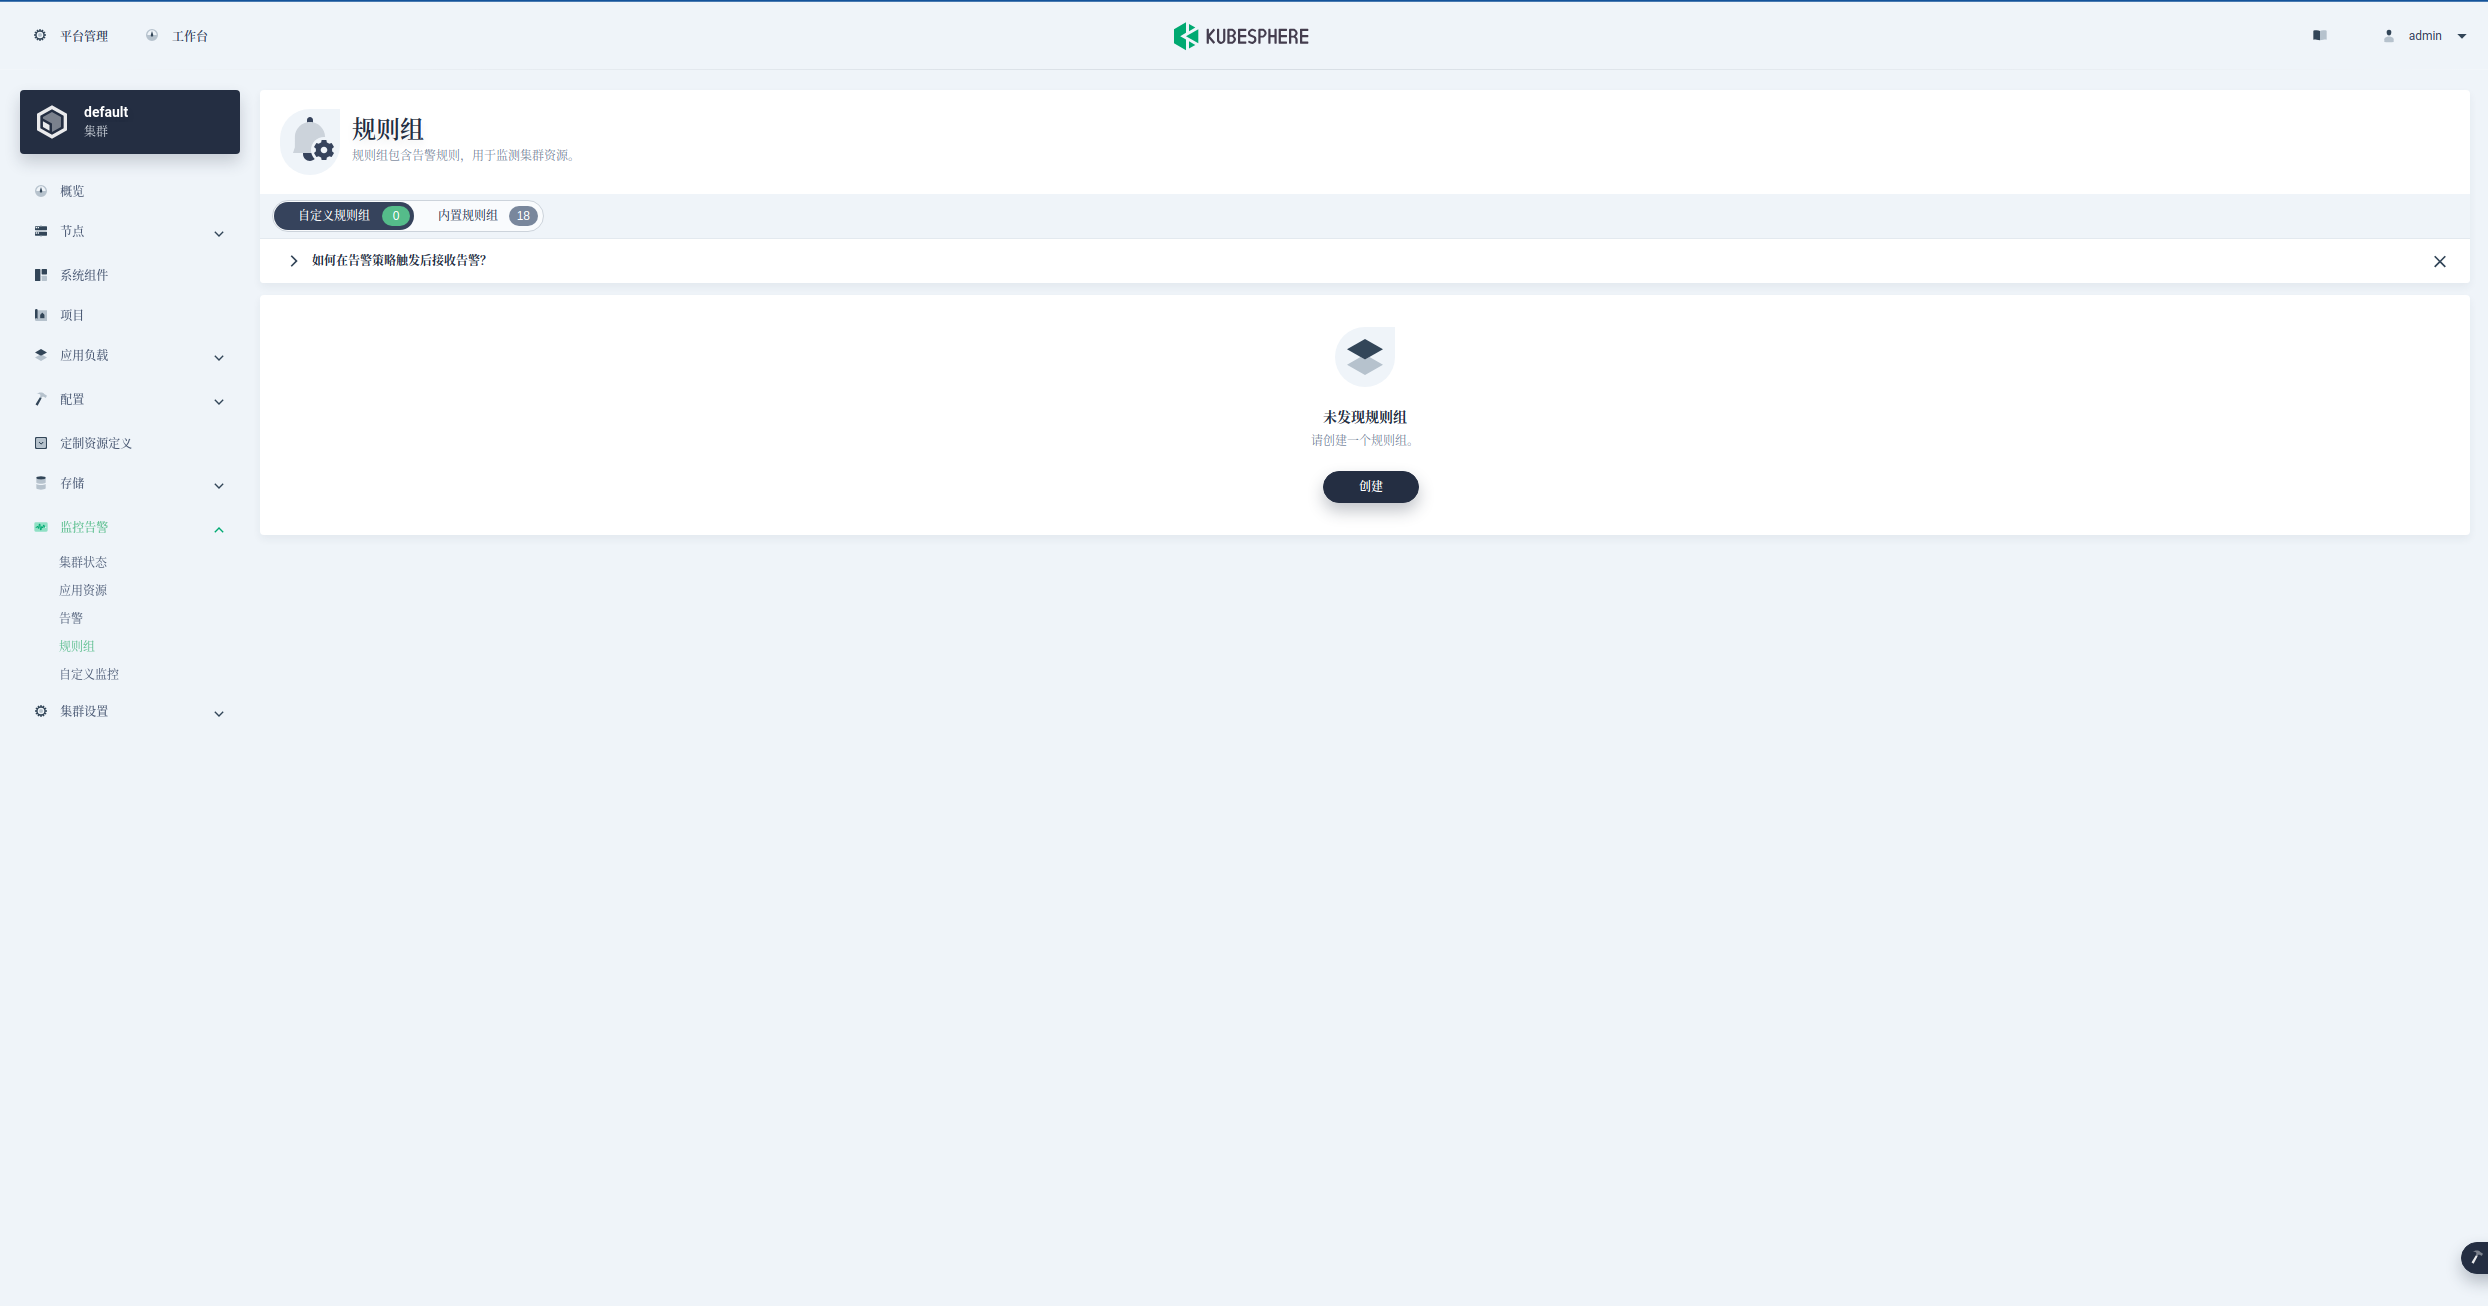 平台管理
工作台
KUBESPHERE
admin
default
集群
概览
节点
系统组件
项目
应用负载
配置
定制资源定义
存储
监控告警
集群状态
应用资源
告警
规则组
自定义监控
集群设置
规则组
规则组包含告警规则，用于监测集群资源。
自定义规则组 0
内置规则组 18
如何在告警策略触发后接收告警?
未发现规则组
请创建一个规则组。
创建